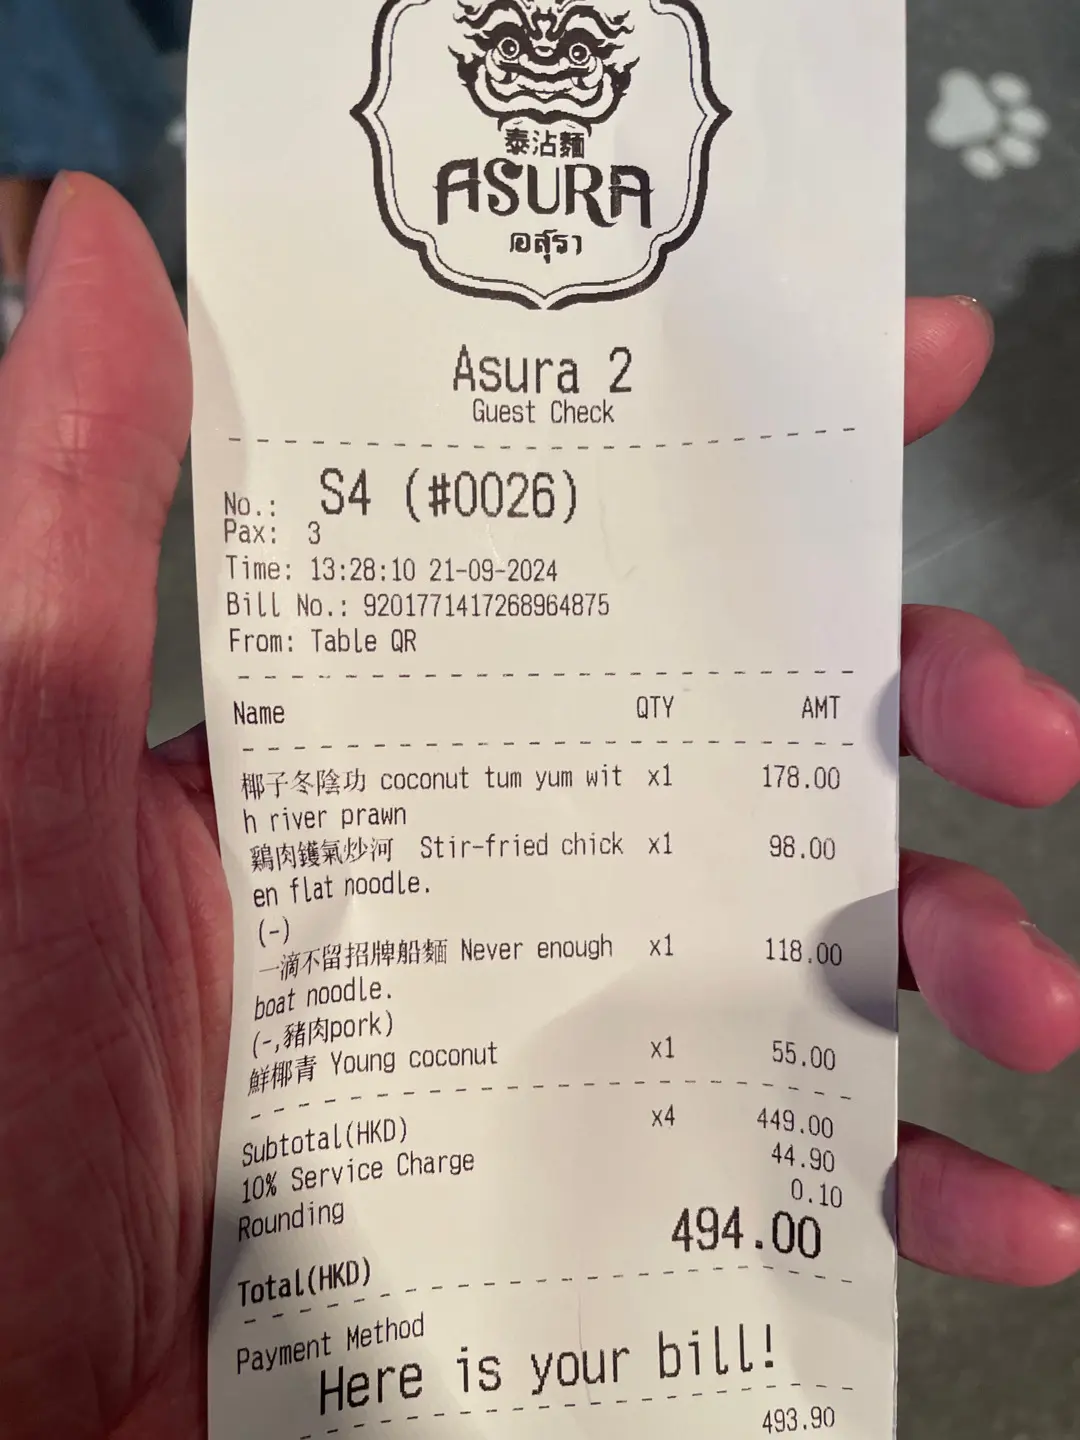 泰沾麵
ASURA
อสุรา
Asura 2
Guest Check
No.: S4 (#0026)
Pax: 3
Time: 13:28:10 21-09-2024
Bill No.: 9201771417268964875
From: Table QR
Name QTY AMT
椰子冬陰功 coconut tum yum wit x1 178.00
h river prawn
鷄肉鑊氣炒河 Stir-fried chick x1 98.00
en flat noodle.
(-)
一滴不留招牌船麵 Never enough x1 118.00
boat noodle.
(-,豬肉pork)
鮮椰青 Young coconut x1 55.00
Subtotal(HKD) x4 449.00
10% Service Charge 44.90
Rounding 0.10
Total(HKD) 494.00
Payment Method
Here is your bill!
493.90